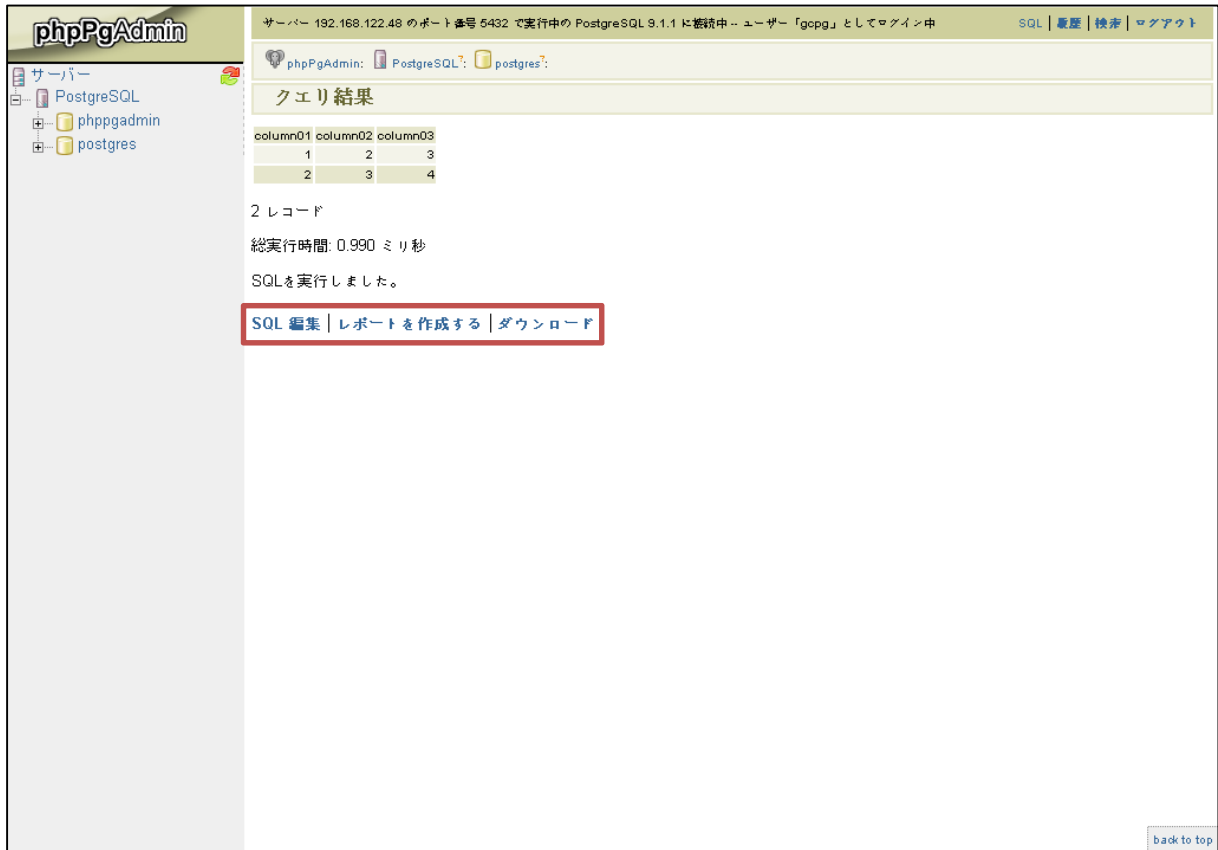 phpPgAdmin
サーバー 192.168.122.48 のポート番号 5432 で実行中の PostgreSQL 9.1.1 に接続中 -- ユーザー「gcpg」としてログイン中
SQL | 履歴 | 検索 | ログアウト
phpPgAdmin: PostgreSQL?: postgres?:
サーバー
PostgreSQL
phppgadmin
postgres
クエリ結果
column01 column02 column03
1 2 3
2 3 4
2 レコード
総実行時間: 0.990 ミリ秒
SQLを実行しました。
SQL 編集 | レポートを作成する | ダウンロード
back to top